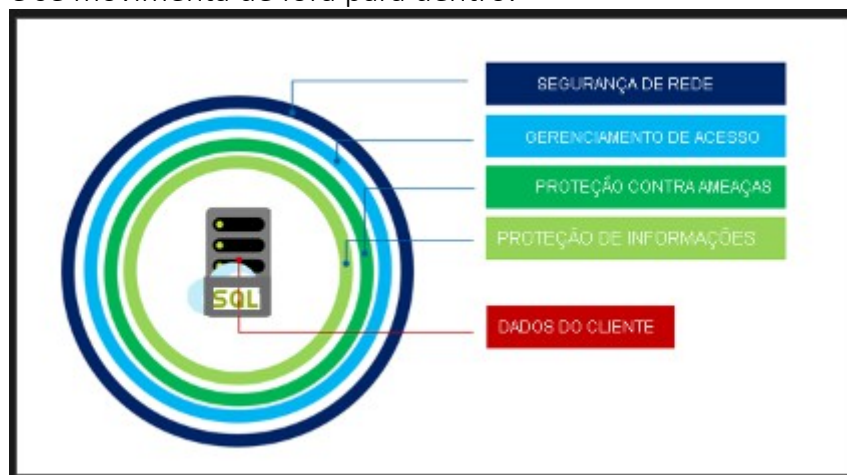 SEGURANÇA DE REDE
GERENCIAMENTO DE ACESSO
PROTEÇÃO CONTRA AMEAÇAS
PROTEÇÃO DE INFORMAÇÕES
SQL
DADOS DO CLIENTE